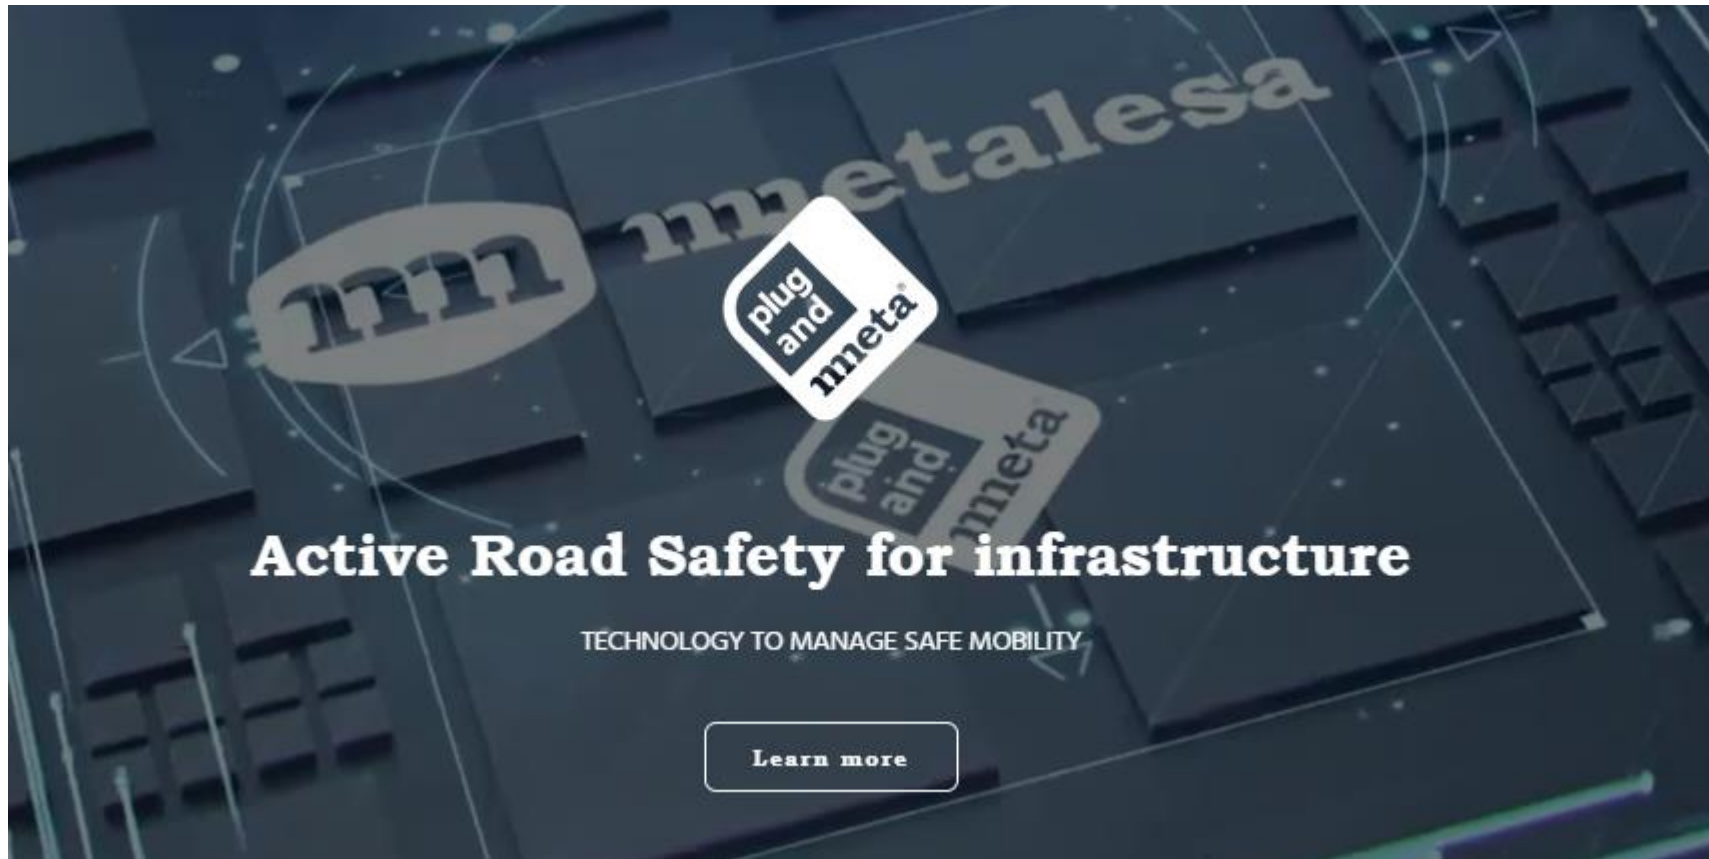 m metalesa
plug
and
meta®
plug
and
meta
Active Road Safety for infrastructure
TECHNOLOGY TO MANAGE SAFE MOBILITY
Learn more